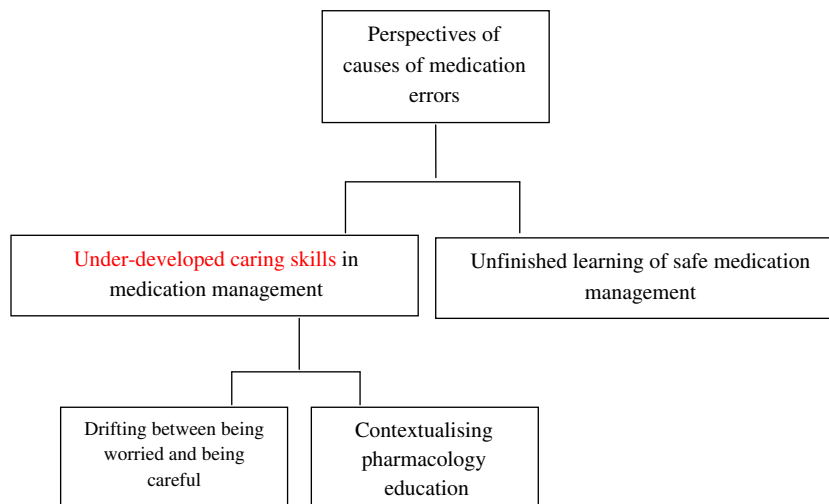 Perspectives of
causes of medication
errors
Under-developed caring skills in
medication management
Unfinished learning of safe medication
management
Drifting between being
worried and being
careful
Contextualising
pharmacology
education